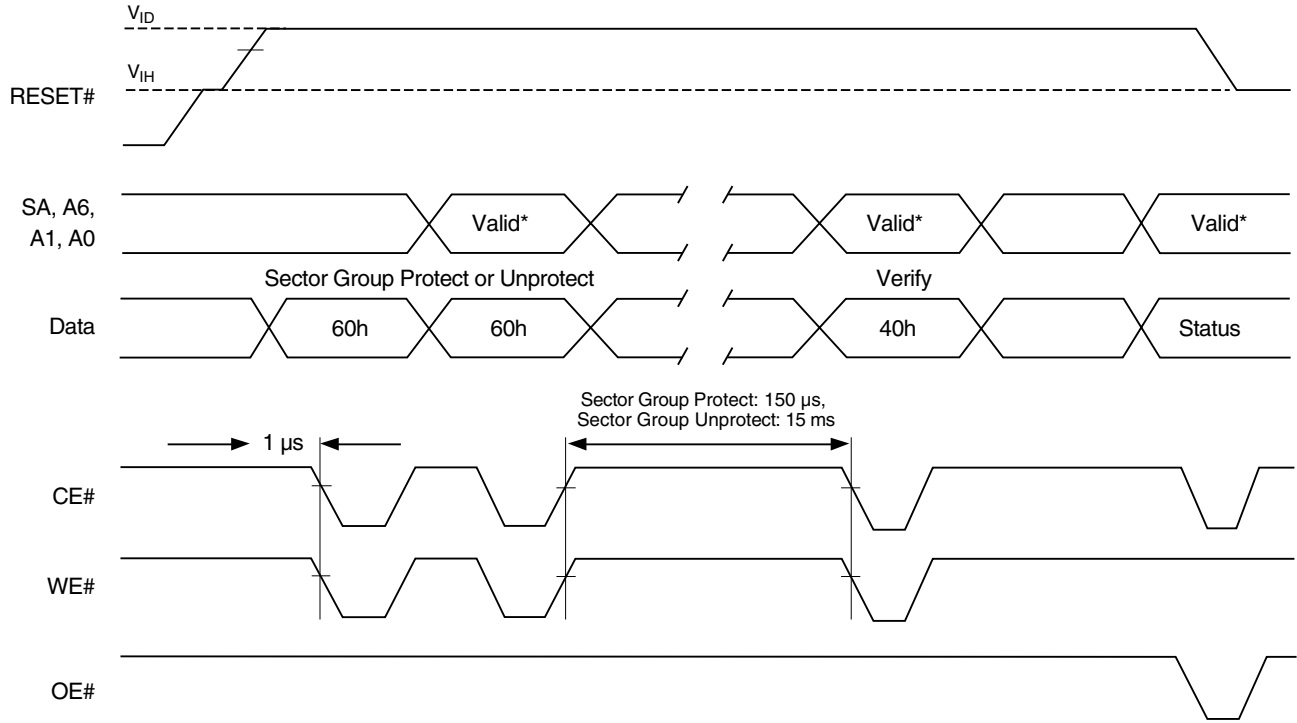 VID
VIH
RESET#
SA, A6,
A1, A0
Valid*
Valid*
Valid*
Sector Group Protect or Unprotect
Verify
Data
60h
60h
40h
Status
Sector Group Protect: 150 µs,
Sector Group Unprotect: 15 ms
1 µs
CE#
WE#
OE#